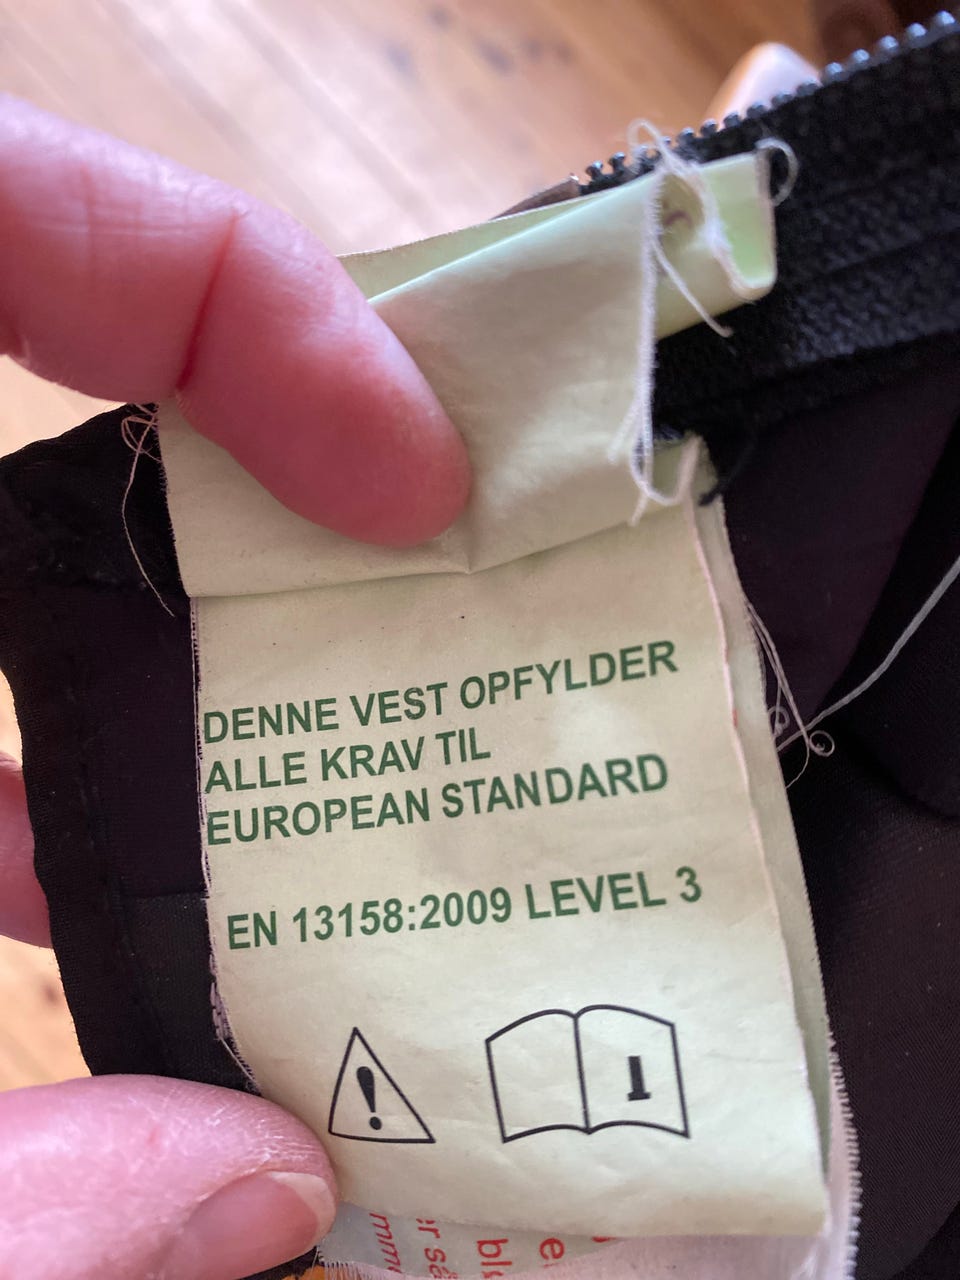 DENNE VEST OPFYLDER
ALLE KRAV TIL
EUROPEAN STANDARD
EN 13158:2009 LEVEL 3